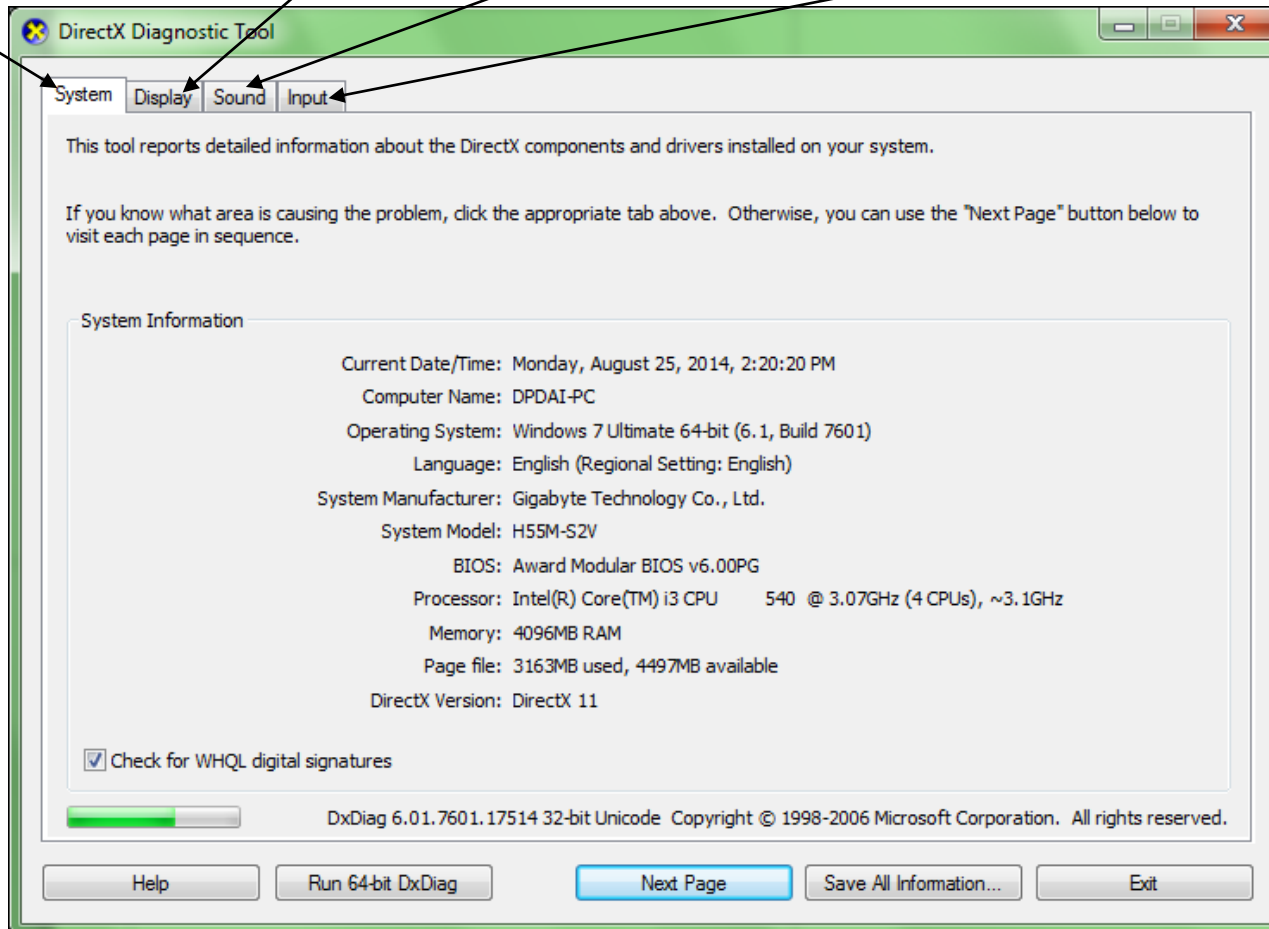 DirectX Diagnostic Tool
System Display Sound Input
This tool reports detailed information about the DirectX components and drivers installed on your system.
If you know what area is causing the problem, click the appropriate tab above. Otherwise, you can use the "Next Page" button below to
visit each page in sequence.
System Information
Current Date/Time: Monday, August 25, 2014, 2:20:20 PM
Computer Name: DPDAI-PC
Operating System: Windows 7 Ultimate 64-bit (6.1, Build 7601)
Language: English (Regional Setting: English)
System Manufacturer: Gigabyte Technology Co., Ltd.
System Model: H55M-S2V
BIOS: Award Modular BIOS v6.00PG
Processor: Intel(R) Core(TM) i3 CPU 540 @ 3.07GHz (4 CPUs), ~3.1GHz
Memory: 4096MB RAM
Page file: 3163MB used, 4497MB available
DirectX Version: DirectX 11
Check for WHQL digital signatures
DxDiag 6.01.7601.17514 32-bit Unicode Copyright © 1998-2006 Microsoft Corporation. All rights reserved.
Help Run 64-bit DxDiag Next Page Save All Information... Exit